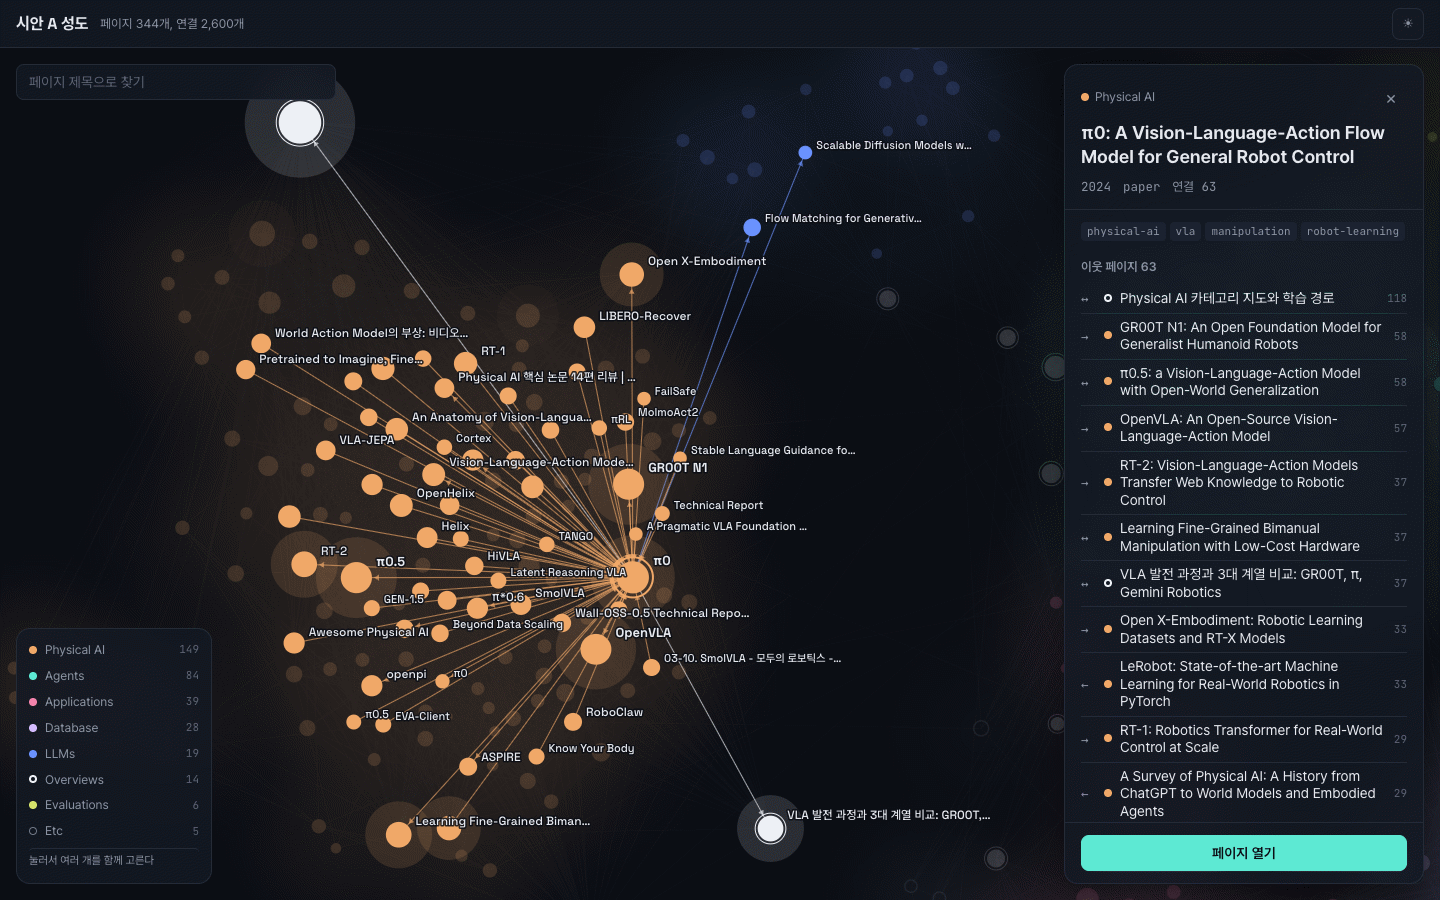 시안 A 성도
페이지 344개, 연결 2,600개
페이지 제목으로 찾기
Scalable Diffusion Models w...
Flow Matching for Generativ...
Open X-Embodiment
LIBERO-Recover
World Action Model의 부상: 비디오...
RT-1
Pretrained to Imagine, Fine...
Physical AI 핵심 논문 14편 리뷰 | ...
FailSafe
MolmoAct2
An Anatomy of Vision-Langua...
πRL
VLA-JEPA
Cortex
Stable Language Guidance fo...
Vision-Language-Action Mode...
GR00T N1
OpenHelix
Technical Report
Helix
A Pragmatic VLA Foundation ...
TANGO
RT-2
π0.5
HiVLA
π0
Latent Reasoning VLA
GEN-1.5
π*0.6
SmolVLA
Wall-OSS-0.5 Technical Repo...
Awesome Physical AI
Beyond Data Scaling
OpenVLA
03-10. SmolVLA - 모두의 로보틱스 -...
openpi
π0
π0.5
EVA-Client
RoboClaw
Know Your Body
ASPIRE
Learning Fine-Grained Biman...
VLA 발전 과정과 3대 계열 비교: GR00T,...
Physical AI 149
Agents 84
Applications 39
Database 28
LLMs 19
Overviews 14
Evaluations 6
Etc 5
눌러서 여러 개를 함께 고른다
Physical AI
π0: A Vision-Language-Action Flow
Model for General Robot Control
2024 paper 연결 63
physical-ai vla manipulation robot-learning
이웃 페이지 63
↔ Physical AI 카테고리 지도와 학습 경로 118
→ GR00T N1: An Open Foundation Model for
Generalist Humanoid Robots 58
↔ π0.5: a Vision-Language-Action Model
with Open-World Generalization 58
→ OpenVLA: An Open-Source Vision-
Language-Action Model 57
→ RT-2: Vision-Language-Action Models
Transfer Web Knowledge to Robotic
Control 37
→ Learning Fine-Grained Bimanual
Manipulation with Low-Cost Hardware 37
↔ VLA 발전 과정과 3대 계열 비교: GR00T, π,
Gemini Robotics 37
→ Open X-Embodiment: Robotic Learning
Datasets and RT-X Models 33
← LeRobot: State-of-the-art Machine
Learning for Real-World Robotics in
PyTorch 33
→ RT-1: Robotics Transformer for Real-World
Control at Scale 29
← A Survey of Physical AI: A History from
ChatGPT to World Models and Embodied
Agents 29
페이지 열기